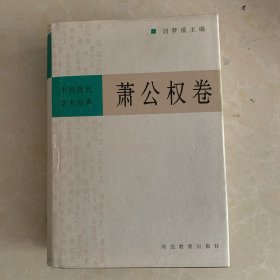 刘梦溪主编
中国现代
学术经典
萧公权卷
河北教育出版社